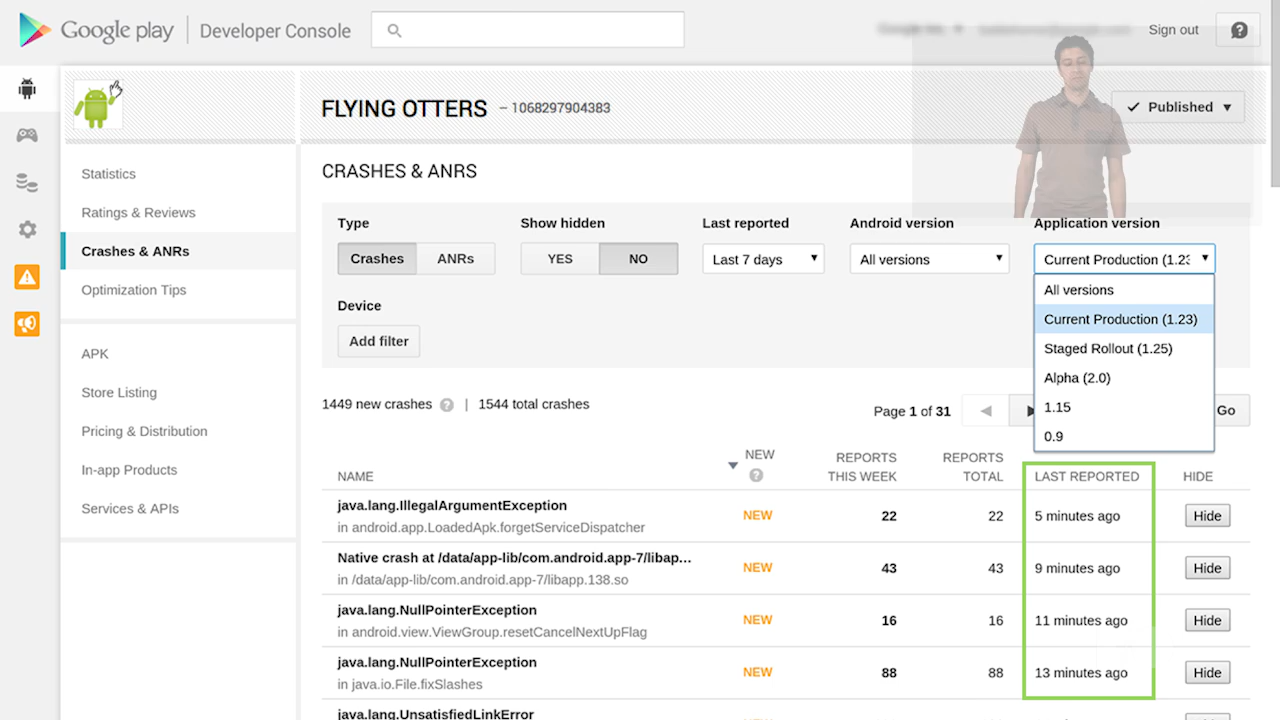 Google play
Developer Console
Sign out
FLYING OTTERS
– 1068297904383
Published
Statistics
Ratings & Reviews
Crashes & ANRs
Optimization Tips
APK
Store Listing
Pricing & Distribution
In-app Products
Services & APIs
CRASHES & ANRS
Type
Show hidden
Last reported
Android version
Application version
Crashes
ANRs
YES
NO
Last 7 days
All versions
Current Production (1.23
All versions
Current Production (1.23)
Staged Rollout (1.25)
Alpha (2.0)
1.15
0.9
Device
Add filter
1449 new crashes ? | 1544 total crashes
Page 1 of 31
Go
NAME
NEW
?
REPORTS
THIS WEEK
REPORTS
TOTAL
LAST REPORTED
HIDE
java.lang.IllegalArgumentException
in android.app.LoadedApk.forgetServiceDispatcher
NEW
22
22
5 minutes ago
Hide
Native crash at /data/app-lib/com.android.app-7/libap...
in /data/app-lib/com.android.app-7/libapp.138.so
NEW
43
43
9 minutes ago
Hide
java.lang.NullPointerException
in android.view.ViewGroup.resetCancelNextUpFlag
NEW
16
16
11 minutes ago
Hide
java.lang.NullPointerException
in java.io.File.fixSlashes
NEW
88
88
13 minutes ago
Hide
java.lang.UnsatisfiedLinkError